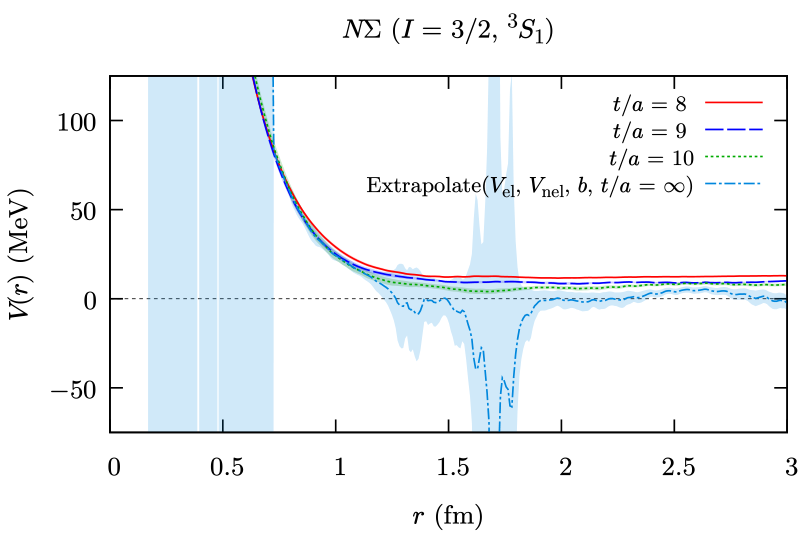 NΣ (I = 3/2, ³S₁)
t/a = 8
t/a = 9
t/a = 10
Extrapolate(V_el, V_nel, b, t/a = ∞)
V(r) (MeV)
100
50
0
−50
0 0.5 1 1.5 2 2.5 3
r (fm)